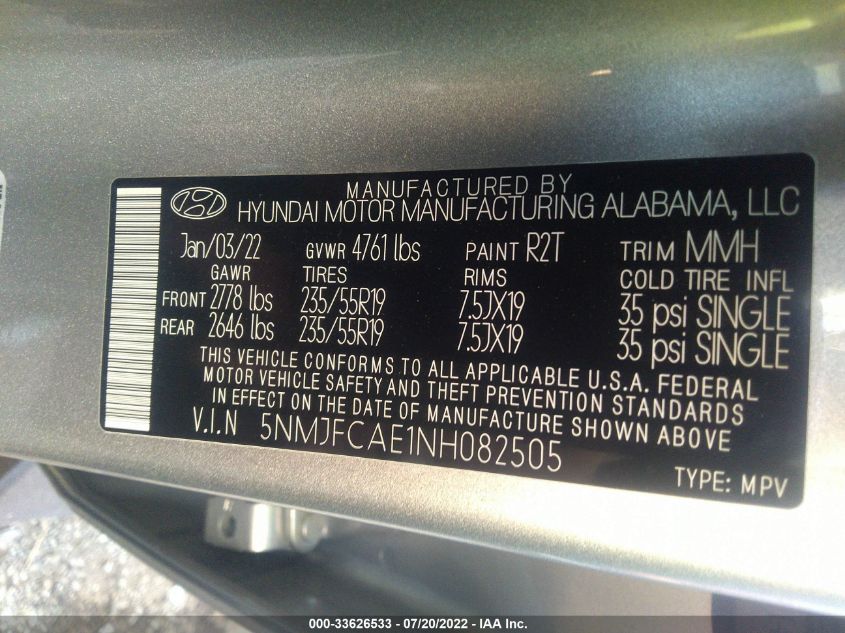 MANUFACTURED BY
HYUNDAI MOTOR MANUFACTURING ALABAMA, LLC
Jan/03/22 GVWR 4761 lbs PAINT R2T TRIM MMH
GAWR TIRES RIMS COLD TIRE INFL
FRONT 2778 lbs 235/55R19 7.5JX19 35 psi SINGLE
REAR 2646 lbs 235/55R19 7.5JX19 35 psi SINGLE
THIS VEHICLE CONFORMS TO ALL APPLICABLE U.S.A. FEDERAL
MOTOR VEHICLE SAFETY AND THEFT PREVENTION STANDARDS
IN EFFECT ON THE DATE OF MANUFACTURE SHOWN ABOVE
V.I.N 5NMJFCAE1NH082505
TYPE: MPV
000-33626533 - 07/20/2022 - IAA Inc.